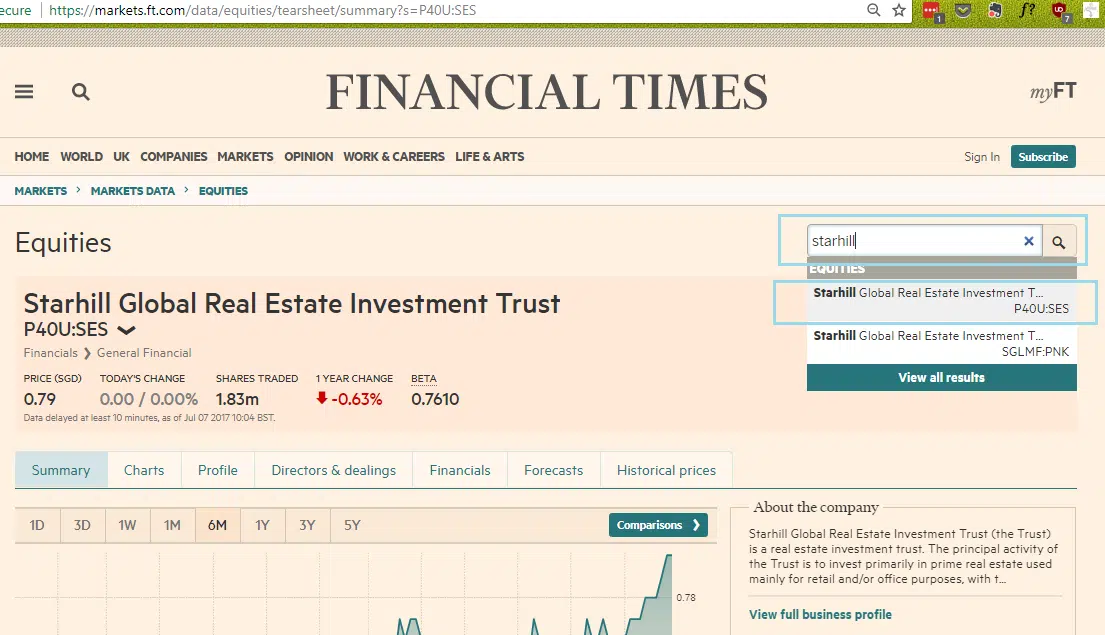 ecure https://markets.ft.com/data/equities/tearsheet/summary?s=P40U:SES
1 f? 7
FINANCIAL TIMES
myFT
HOME WORLD UK COMPANIES MARKETS OPINION WORK & CAREERS LIFE & ARTS
Sign In Subscribe
MARKETS > MARKETS DATA > EQUITIES
Equities
starhill ×
EQUITIES
Starhill Global Real Estate Investment T...
P40U:SES
Starhill Global Real Estate Investment T...
SGLMF:PNK
View all results
Starhill Global Real Estate Investment Trust
P40U:SES
Financials ❯ General Financial
PRICE (SGD) TODAY'S CHANGE SHARES TRADED 1 YEAR CHANGE BETA
0.79 0.00 / 0.00% 1.83m -0.63% 0.7610
Data delayed at least 10 minutes, as of Jul 07 2017 10:04 BST.
Summary Charts Profile Directors & dealings Financials Forecasts Historical prices
1D 3D 1W 1M 6M 1Y 3Y 5Y
Comparisons ❯
0.78
About the company
Starhill Global Real Estate Investment Trust (the Trust)
is a real estate investment trust. The principal activity of
the Trust is to invest primarily in prime real estate used
mainly for retail and/or office purposes, with t...
View full business profile